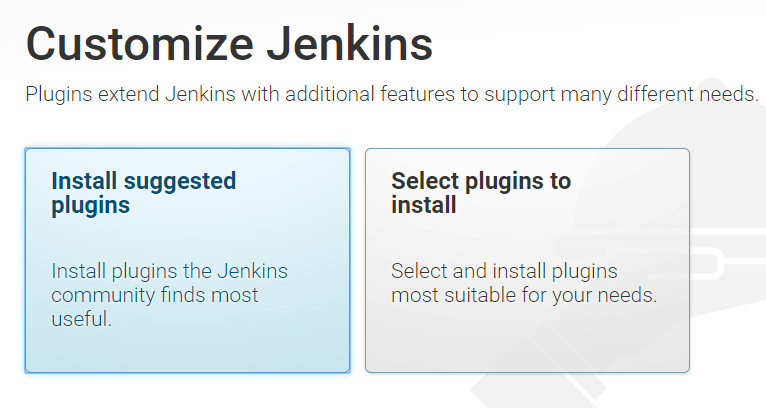 Customize Jenkins
Plugins extend Jenkins with additional features to support many different needs.
Install suggested
plugins
Install plugins the Jenkins
community finds most
useful.
Select plugins to
install
Select and install plugins
most suitable for your needs.